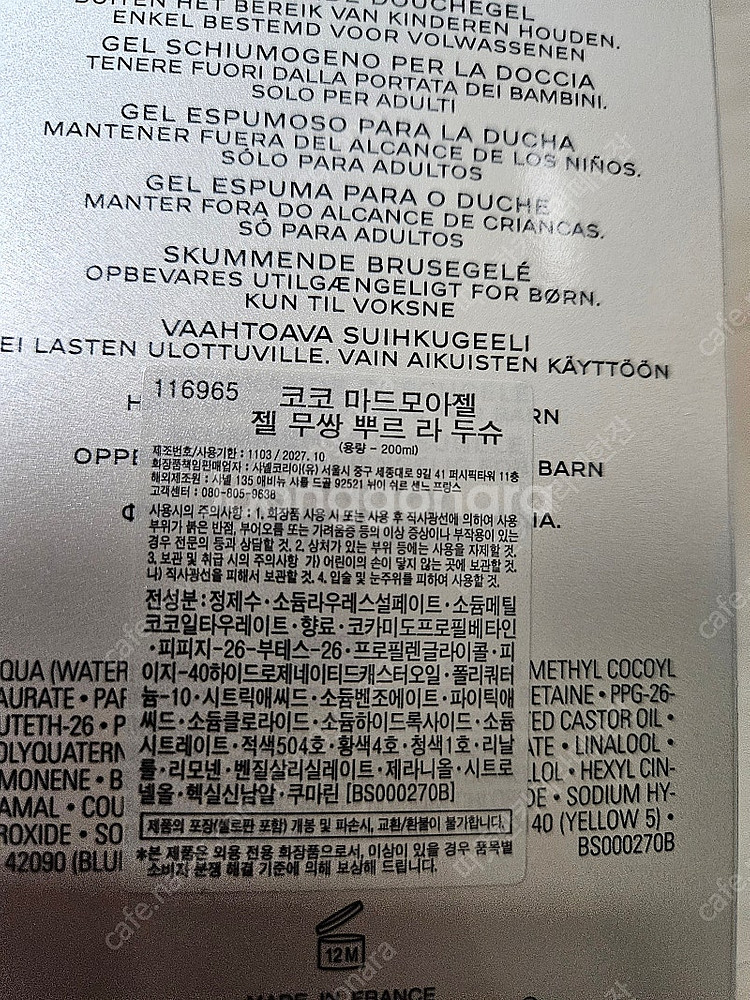 DOUCHEGEL
BUITEN HET BEREIK VAN KINDEREN HOUDEN.
ENKEL BESTEMD VOOR VOLWASSENEN
GEL SCHIUMOGENO PER LA DOCCIA
TENERE FUORI DALLA PORTATA DEI BAMBINI.
SOLO PER ADULTI
GEL ESPUMOSO PARA LA DUCHA
MANTENER FUERA DEL ALCANCE DE LOS NIÑOS.
SÓLO PARA ADULTOS
GEL ESPUMA PARA O DUCHE
MANTER FORA DO ALCANCE DE CRIANÇAS.
SÓ PARA ADULTOS
SKUMMENDE BRUSEGELÉ
OPBEVARES UTILGÆNGELIGT FOR BØRN.
KUN TIL VOKSNE
VAAHTOAVA SUIHKUGEELI
EI LASTEN ULOTTUVILLE. VAIN AIKUISTEN KÄYTTÖÖN
116965 코코 마드모아젤
젤 무쌍 뿌르 라 두슈
(용량 - 200ml)
제조번호/사용기한 : 1103 / 2027. 10
화장품책임판매업자 : 샤넬코리아(유) 서울시 중구 세종대로 9길 41 퍼시픽타워 11층
해외제조원 : 샤넬 135 애비뉴 샤를 드골 92521 뉘이 쉬르 센느 프랑스
고객센터 : 080-805-9638
사용시의 주의사항 : 1. 화장품 사용 시 또는 사용 후 직사광선에 의하여 사용
부위가 붉은 반점, 부어오름 또는 가려움증 등의 이상 증상이나 부작용이 있는
경우 전문의 등과 상담할 것. 2. 상처가 있는 부위 등에는 사용을 자제할 것.
3. 보관 및 취급 시의 주의사항 가) 어린이의 손이 닿지 않는 곳에 보관할 것.
나) 직사광선을 피해서 보관할 것. 4. 입술 및 눈주위를 피하여 사용할 것.
전성분 : 정제수 · 소듐라우레스설페이트 · 소듐메틸
코코일타우레이트 · 향료 · 코카미도프로필베타인
· 피피지-26-부테스-26 · 프로필렌글라이콜 · 피
이지-40하이드로제네이티드캐스터오일 · 폴리쿼터
늄-10 · 시트릭애씨드 · 소듐벤조에이트 · 파이틱애
씨드 · 소듐클로라이드 · 소듐하이드록사이드 · 소듐
시트레이트 · 적색504호 · 황색4호 · 청색1호 · 리날
룰 · 리모넨 · 벤질살리실레이트 · 제라니올 · 시트로
넬올 · 헥실신남알 · 쿠마린 [BS000270B]
제품의 포장(셀로판 포함) 개봉 및 파손시, 교환/환불이 불가합니다.
*본 제품은 외용 전용 화장품으로서, 이상이 있을 경우 품목별
소비자 분쟁 해결 기준에 의해 보상해 드립니다.
RN
OPPE BARN
IA.
QUA (WATER METHYL COCOYL
AURATE • PAR ETAINE • PPG-26-
UTETH-26 • P ED CASTOR OIL •
OLYQUATERN ATE • LINALOOL •
MONENE • B LLOL • HEXYL CIN-
AMAL • COU DE • SODIUM HY-
ROXIDE • SO 40 (YELLOW 5) •
42090 (BLU BS000270B
12M
MADE IN FRANCE